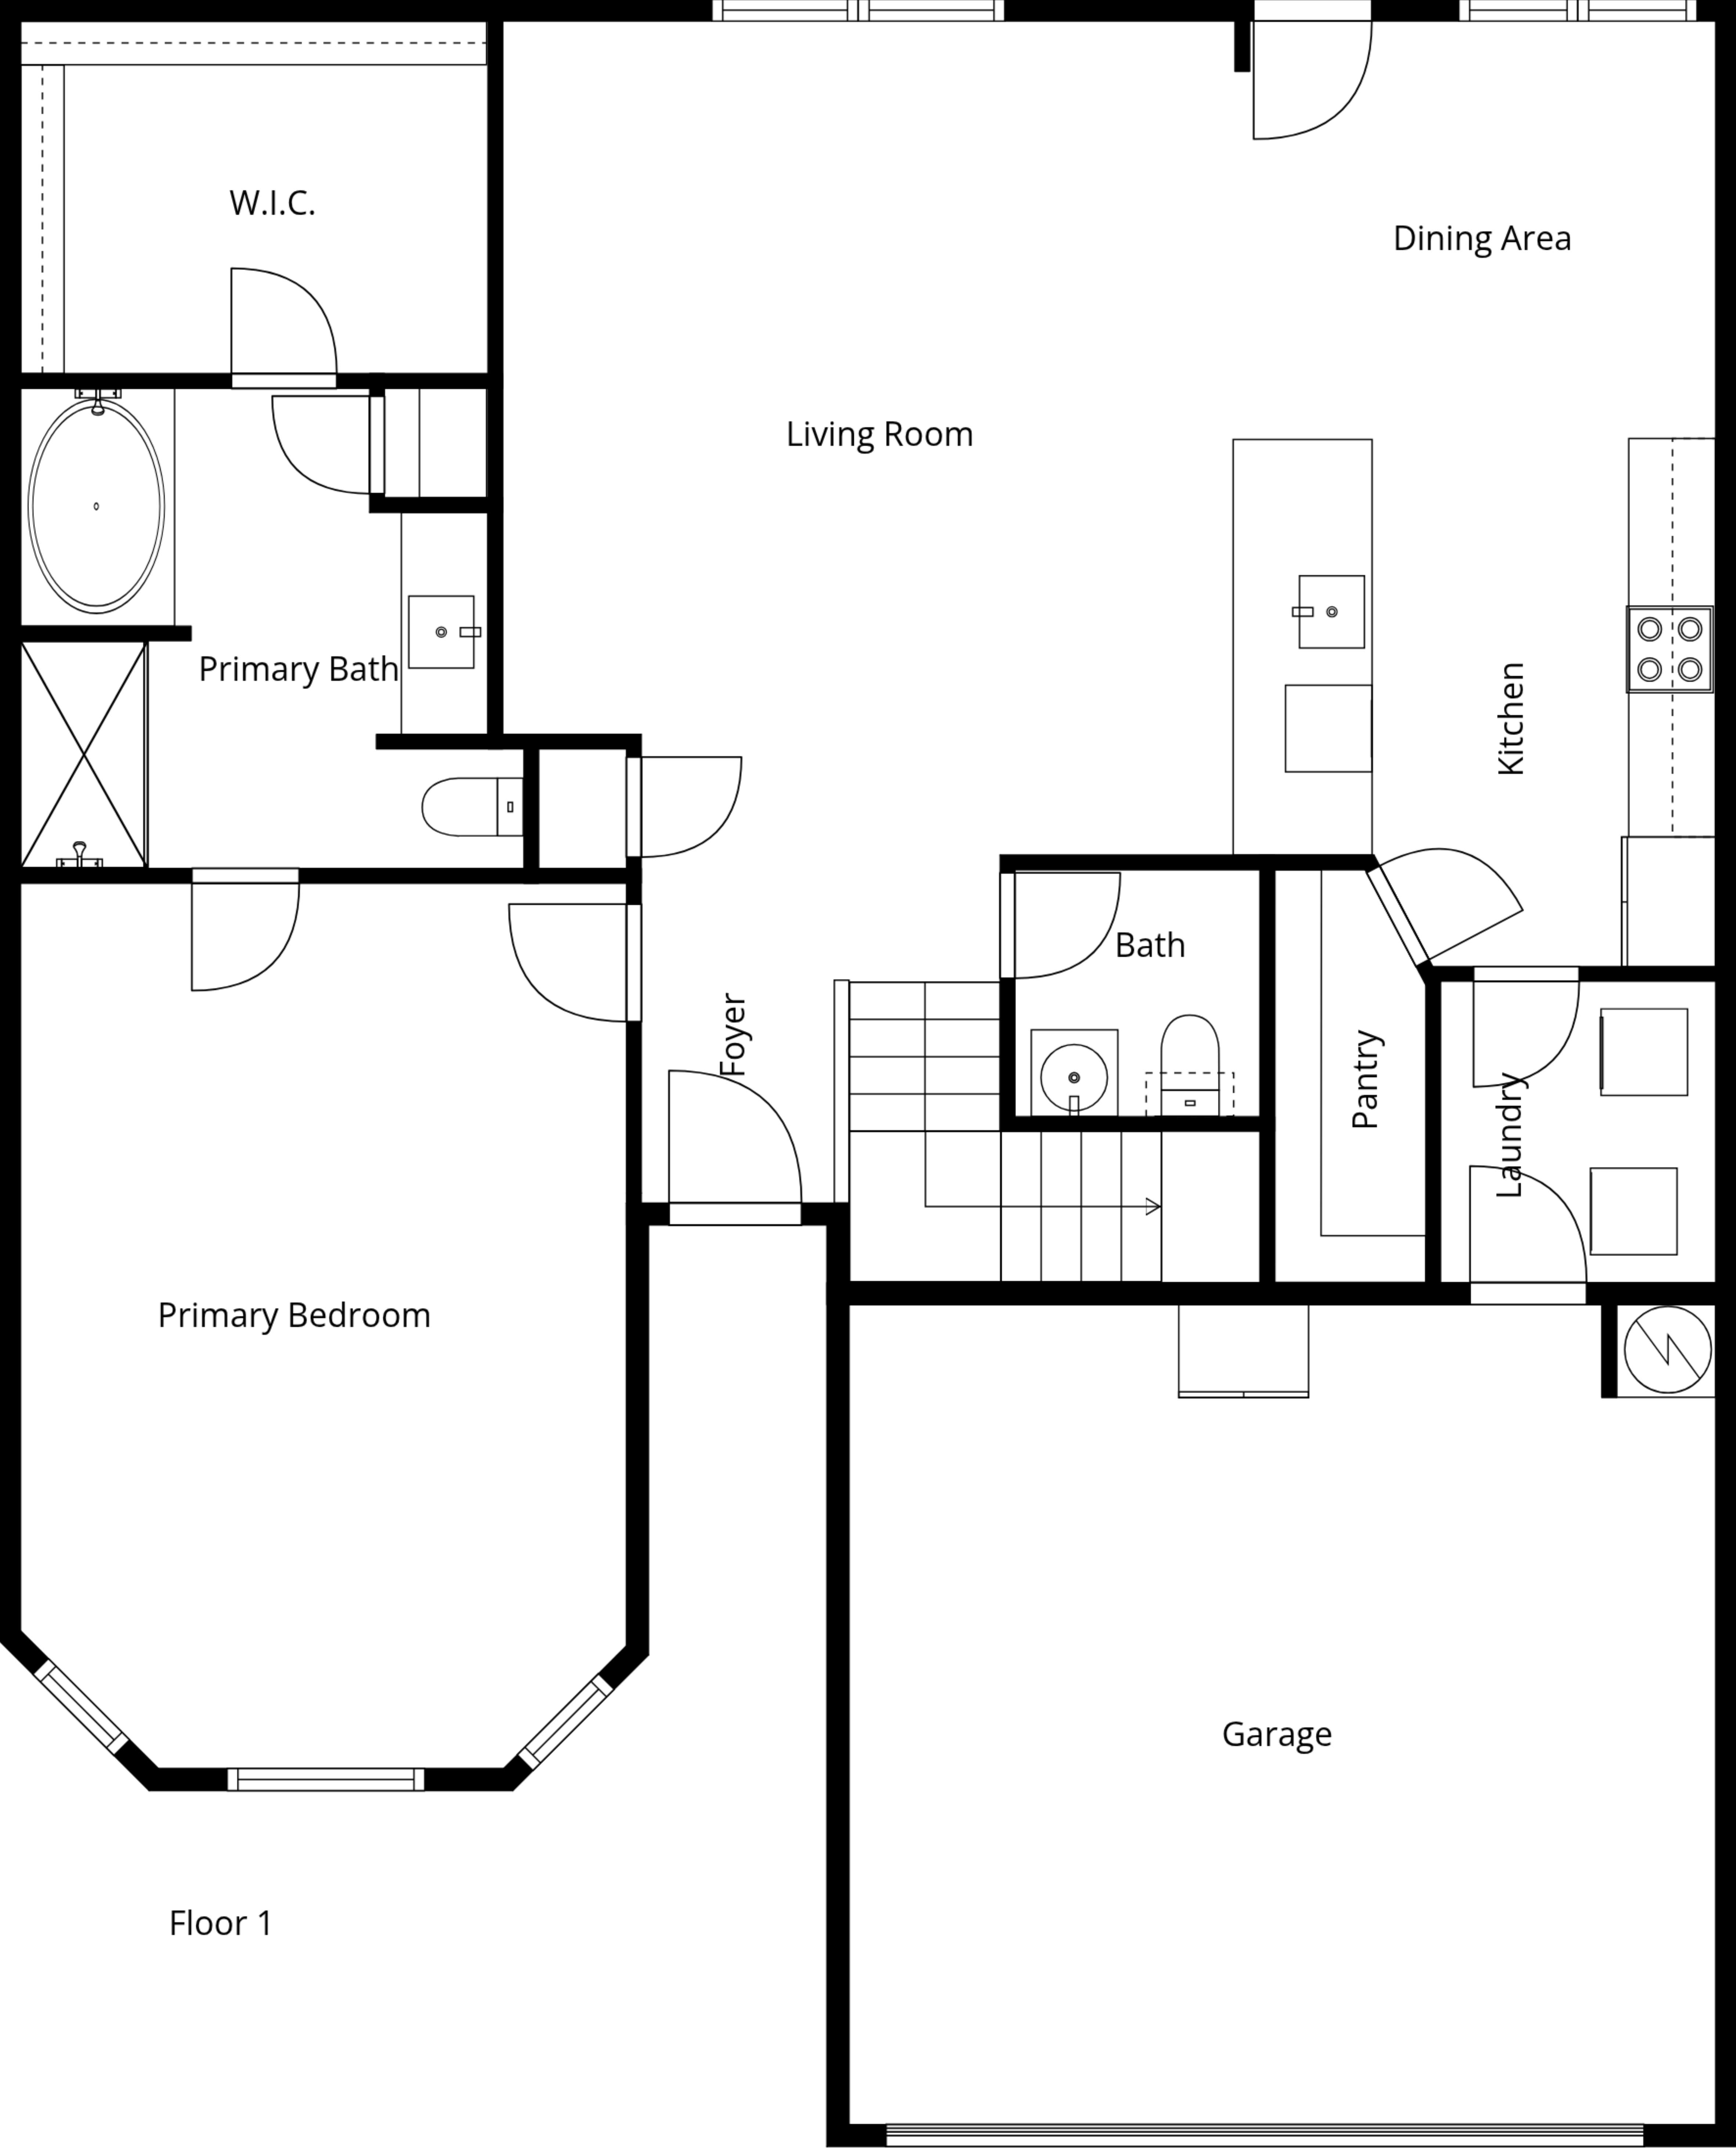 W.I.C.
Dining Area
Living Room
Primary Bath
Kitchen
Bath
Foyer
Pantry
Laundry
Primary Bedroom
Garage
Floor 1